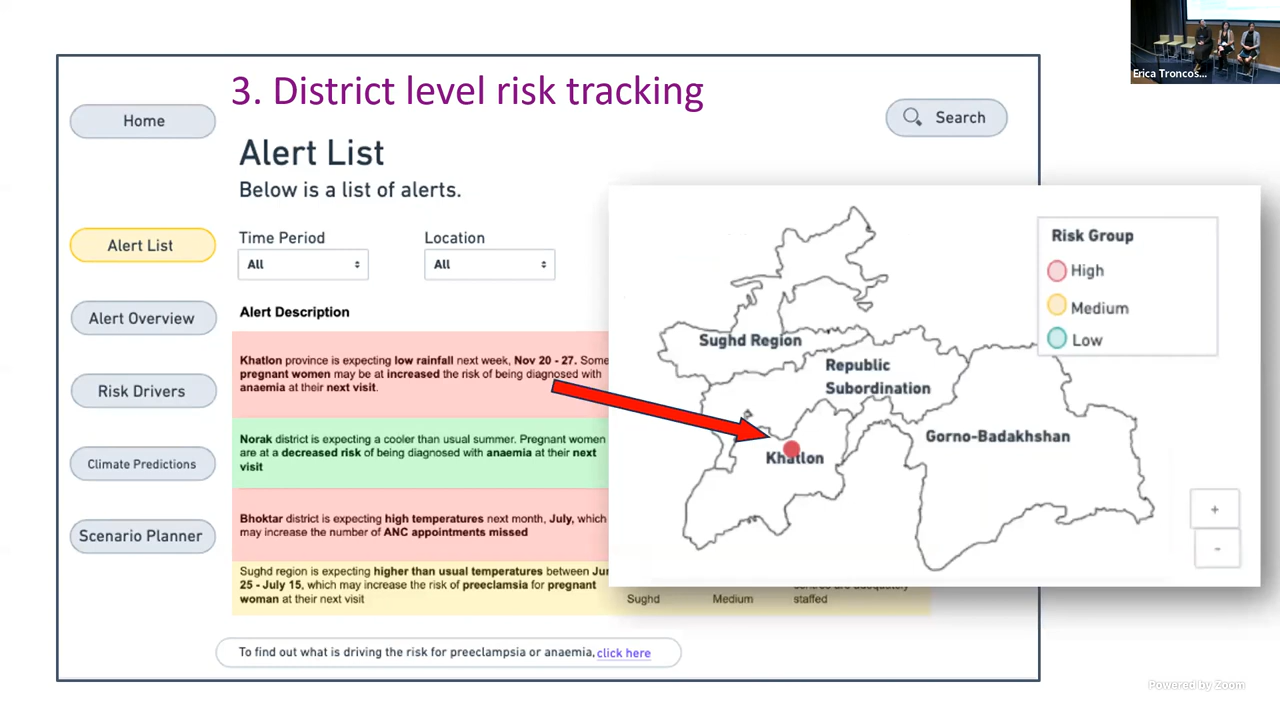 3. District level risk tracking
Home
Search
Alert List
Below is a list of alerts.
Alert List
Time Period
Location
All
All
Alert Overview
Risk Drivers
Climate Predictions
Scenario Planner
Alert Description
Khatlon province is expecting low rainfall next week, Nov 20 - 27. Some
pregnant women may be at increased the risk of being diagnosed with
anaemia at their next visit.
Norak district is expecting a cooler than usual summer. Pregnant women
are at a decreased risk of being diagnosed with anaemia at their next
visit
Bhoktar district is expecting high temperatures next month, July, which
may increase the number of ANC appointments missed
Sughd region is expecting higher than usual temperatures between
25 - July 15, which may increase the risk of preeclamsia for pregnant
woman at their next visit
Sughd
Medium
staffed
To find out what is driving the risk for preeclampsia or anaemia, click here
Risk Group
High
Medium
Low
Sughd Region
Republic
Subordination
Gorno-Badakhshan
Khatlon
+
-
Erica Troncos...
Powered by Zoom